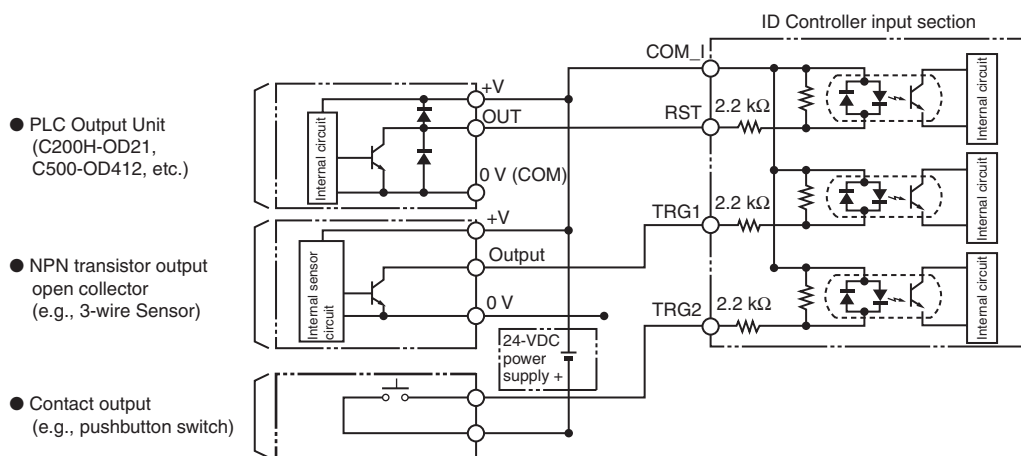 ID Controller input section
COM_I
+V
● PLC Output Unit
(C200H-OD21,
C500-OD412, etc.)
Internal circuit
OUT
0 V (COM)
RST
2.2 kΩ
Internal circuit
● NPN transistor output
open collector
(e.g., 3-wire Sensor)
Internal sensor
circuit
+V
Output
0 V
TRG1
2.2 kΩ
Internal circuit
24-VDC
power
supply +
TRG2
2.2 kΩ
Internal circuit
● Contact output
(e.g., pushbutton switch)